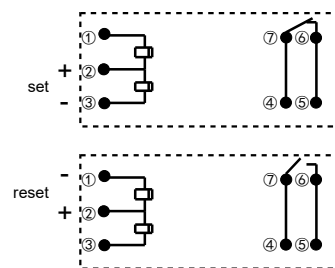 ① ⑦ ⑥
+ ②
set
- ③ ④ ⑤
- ① ⑦ ⑥
reset
+ ②
③ ④ ⑤